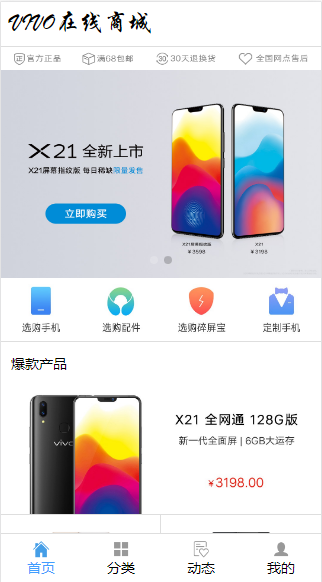 VIVO在线商城
官方正品 满68包邮 30天退换货 全国网点售后
X21 全新上市
X21屏幕指纹版 每日稀缺限量发售
立即购买
X21屏幕指纹版 X21
¥3598 ¥3198
选购手机 选购配件 选购碎屏宝 定制手机
爆款产品
vivo
X21 全网通 128G版
新一代全面屏 | 6GB大运存
¥3198.00
首页 分类 动态 我的